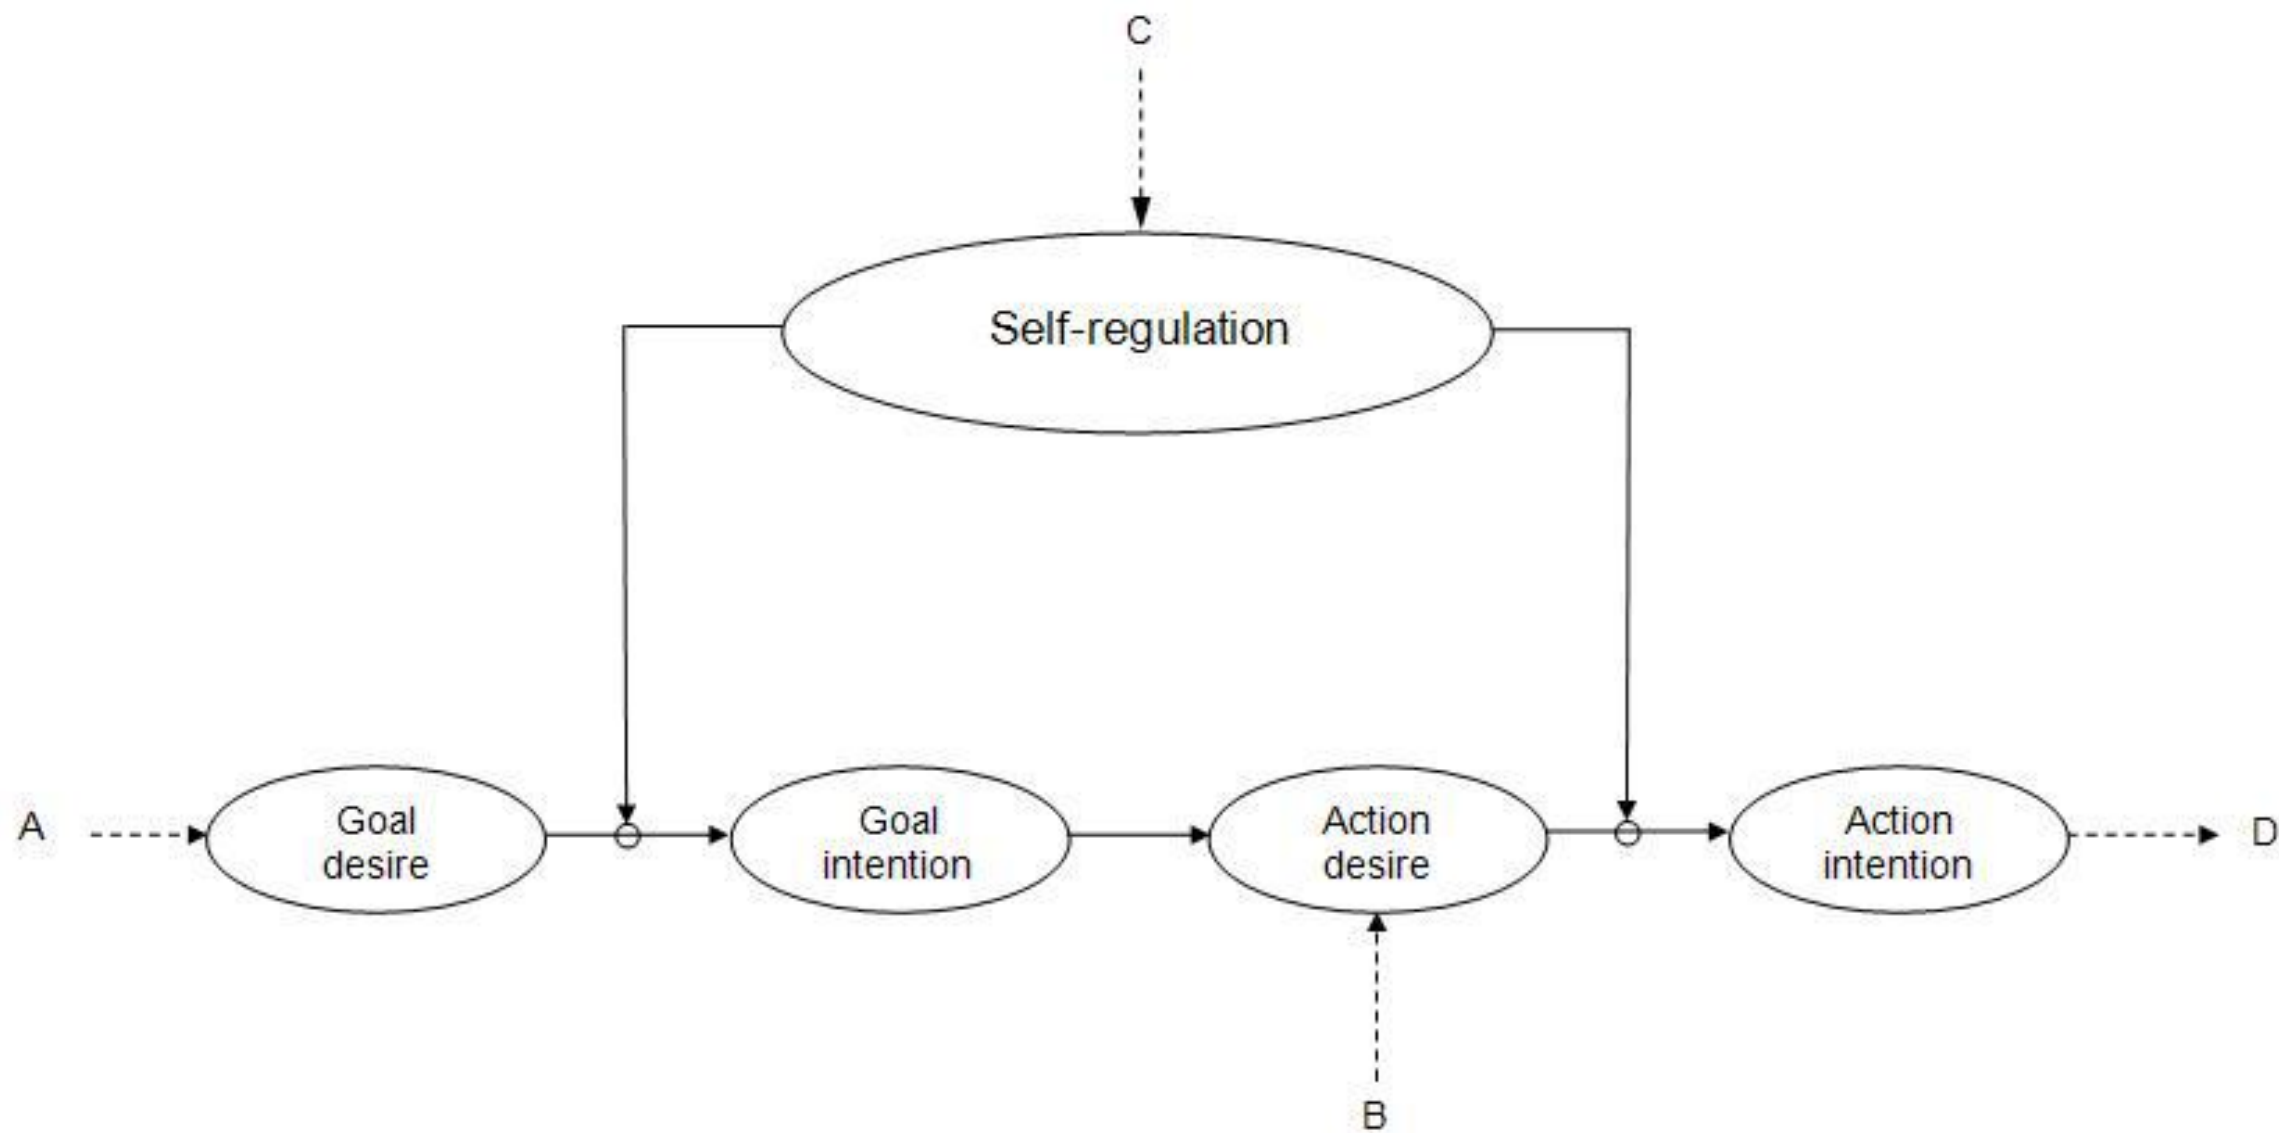 C
Self-regulation
A
Goal
desire
Goal
intention
Action
desire
Action
intention
D
B